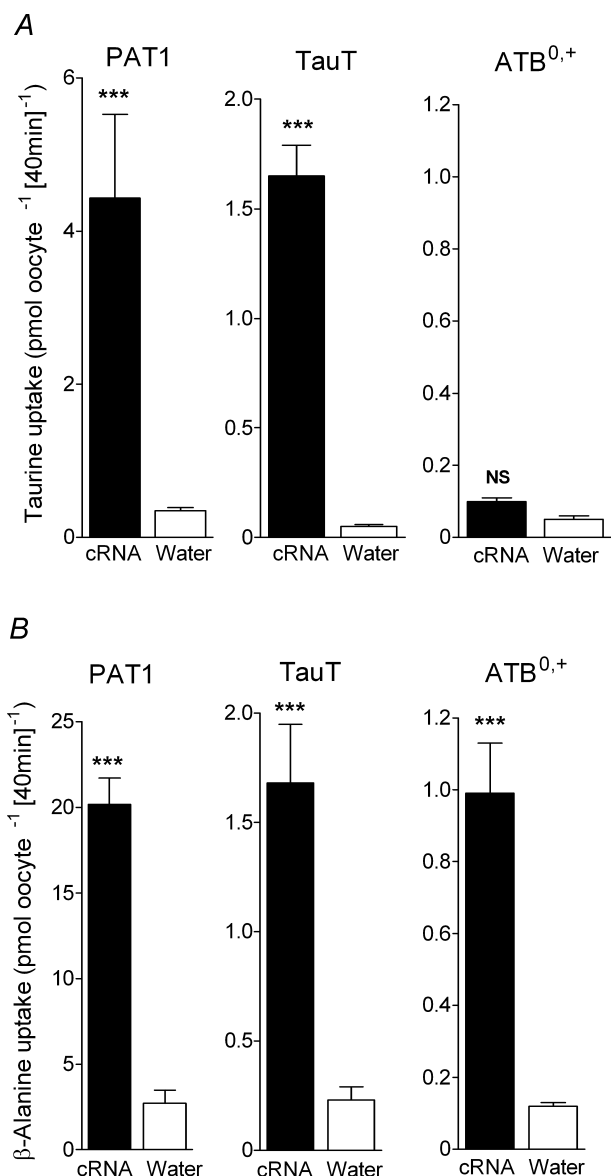 A
PAT1
TauT
ATB0,+
Taurine uptake (pmol oocyte -1 [40min]-1)
6
4
2
0
***
cRNA Water
2.0
1.5
1.0
0.5
0
***
cRNA Water
1.2
1.0
0.8
0.6
0.4
0.2
0
NS
cRNA Water
B
PAT1
TauT
ATB0,+
β-Alanine uptake (pmol oocyte -1 [40min]-1)
25
20
15
10
5
0
***
cRNA Water
2.0
1.5
1.0
0.5
0
***
cRNA Water
1.2
1.0
0.8
0.6
0.4
0.2
0
***
cRNA Water